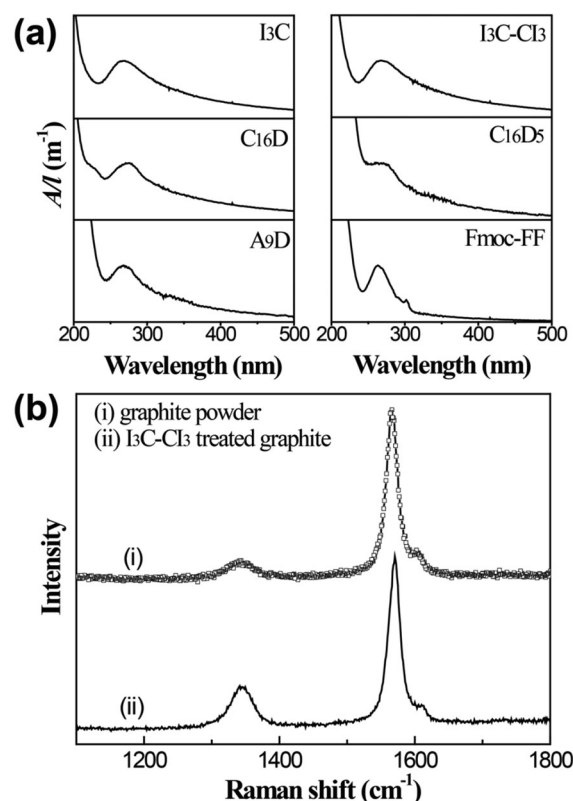 (a)
I3C
I3C-CI3
C16D
C16D5
A9D
Fmoc-FF
A/l (m⁻¹)
200 300 400 500
200 300 400 500
Wavelength (nm)
Wavelength (nm)
(b)
(i) graphite powder
(ii) I3C-CI3 treated graphite
(i)
(ii)
Intensity
1200 1400 1600 1800
Raman shift (cm⁻¹)